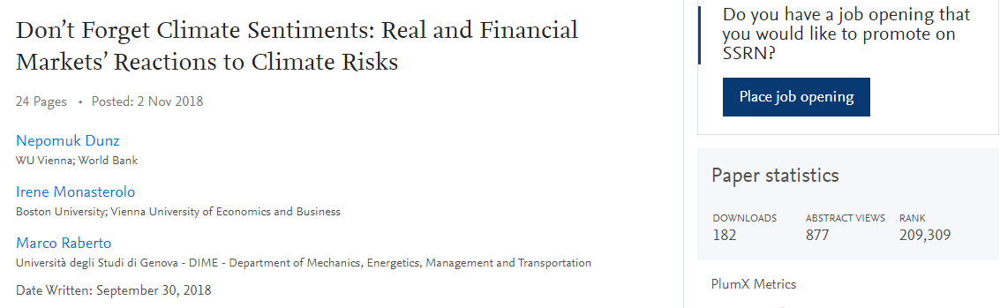 Don’t Forget Climate Sentiments: Real and Financial
Markets’ Reactions to Climate Risks
24 Pages • Posted: 2 Nov 2018
Nepomuk Dunz
WU Vienna; World Bank
Irene Monasterolo
Boston University; Vienna University of Economics and Business
Marco Raberto
Università degli Studi di Genova - DIME - Department of Mechanics, Energetics, Management and Transportation
Date Written: September 30, 2018
Do you have a job opening that
you would like to promote on
SSRN?
Place job opening
Paper statistics
DOWNLOADS ABSTRACT VIEWS RANK
182 877 209,309
PlumX Metrics